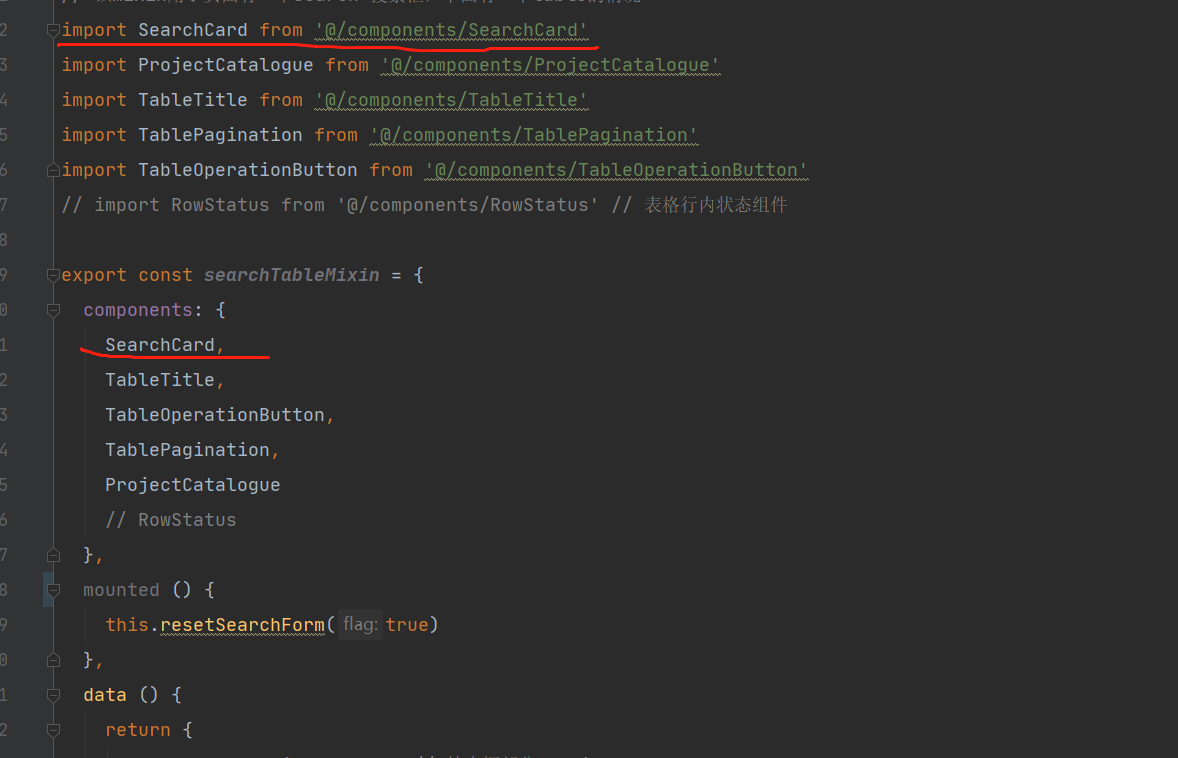 import SearchCard from '@/components/SearchCard'
import ProjectCatalogue from '@/components/ProjectCatalogue'
import TableTitle from '@/components/TableTitle'
import TablePagination from '@/components/TablePagination'
import TableOperationButton from '@/components/TableOperationButton'
// import RowStatus from '@/components/RowStatus' // 表格行内状态组件
export const searchTableMixin = {
components: {
SearchCard,
TableTitle,
TableOperationButton,
TablePagination,
ProjectCatalogue
// RowStatus
},
mounted () {
this.resetSearchForm( flag: true)
},
data () {
return {